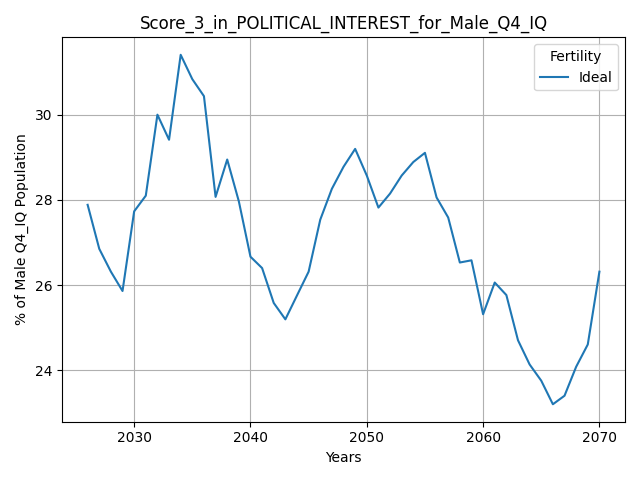 Score_3_in_POLITICAL_INTEREST_for_Male_Q4_IQ
Fertility
Ideal
% of Male Q4_IQ Population
30
28
26
24
2030 2040 2050 2060 2070
Years